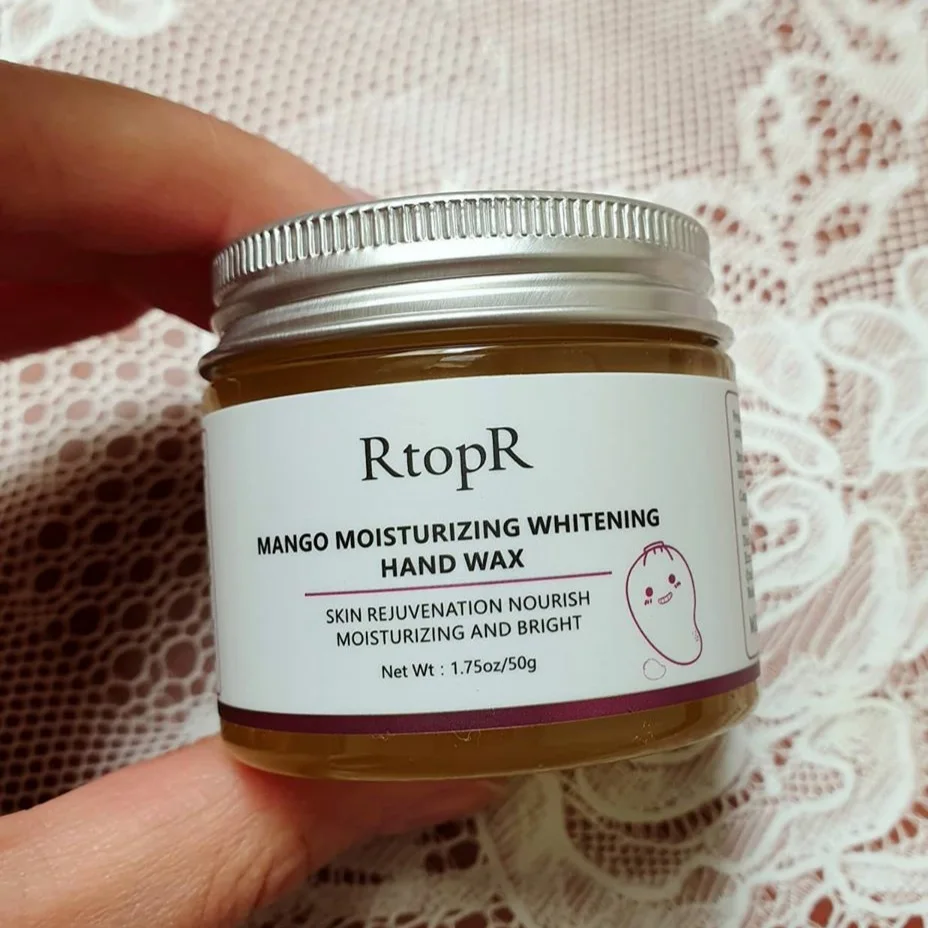 RtopR
MANGO MOISTURIZING WHITENING
HAND WAX
SKIN REJUVENATION NOURISH
MOISTURIZING AND BRIGHT
Net Wt : 1.75oz/50g